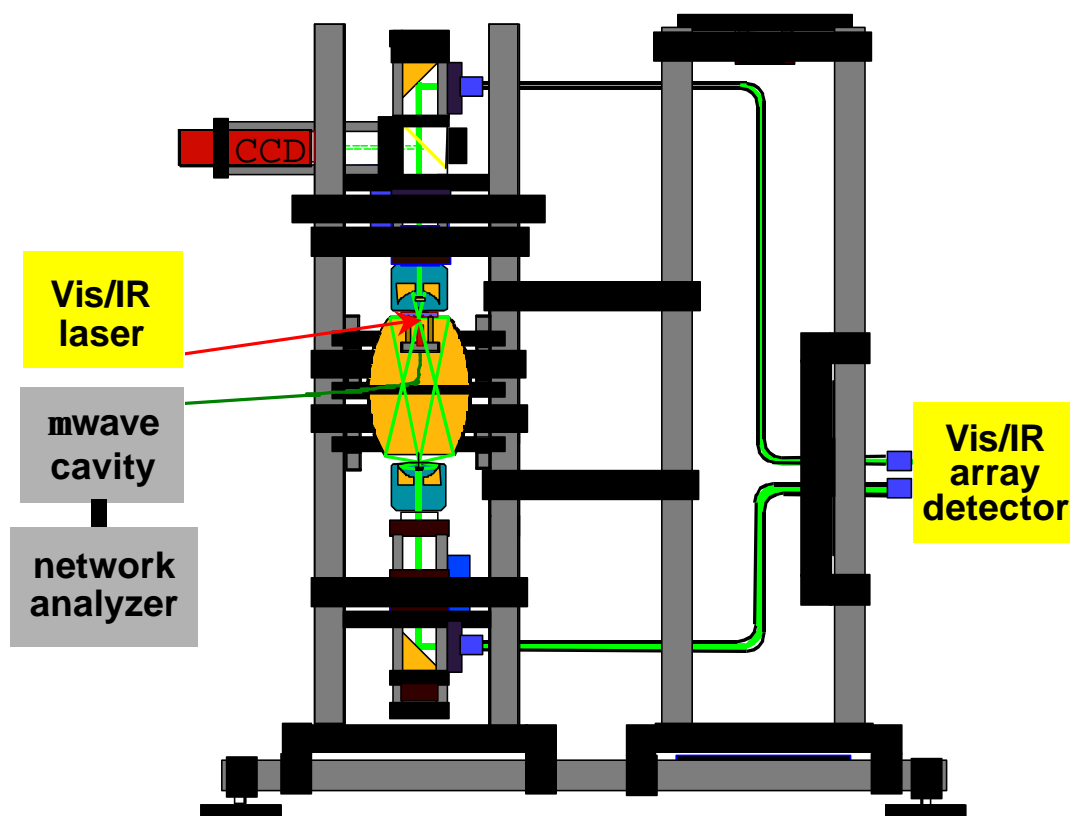 CCD
Vis/IR
laser
mwave
cavity
network
analyzer
Vis/IR
array
detector